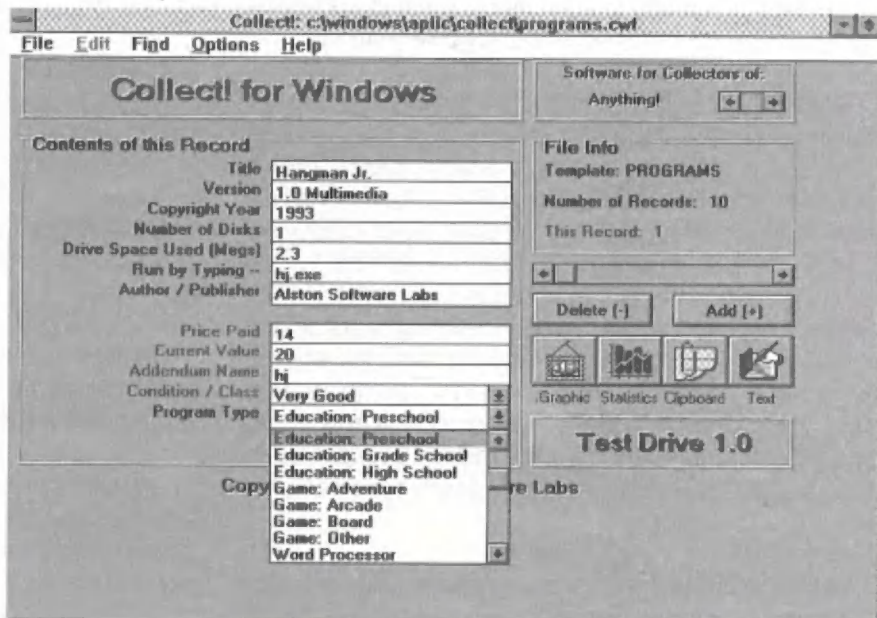 Collect!: c:\windows\aplic\collect\programs.cwf
File Edit Find Options Help
Collect! for Windows
Software for Collectors of:
Anything!
Contents of this Record
Title Hangman Jr.
Version 1.0 Multimedia
Copyright Year 1993
Number of Disks 1
Drive Space Used (Megs) 2.3
Run by Typing -- hj.exe
Author / Publisher Alston Software Labs
Price Paid 14
Current Value 20
Addendum Name hj
Condition / Class Very Good
Program Type Education: Preschool
Education: Preschool
Education: Grade School
Education: High School
Game: Adventure
Game: Arcade
Game: Board
Game: Other
Word Processor
File Info
Template: PROGRAMS
Number of Records: 10
This Record: 1
Delete (-) Add (+)
Graphic Statistics Clipboard Text
Test Drive 1.0
Copy re Labs